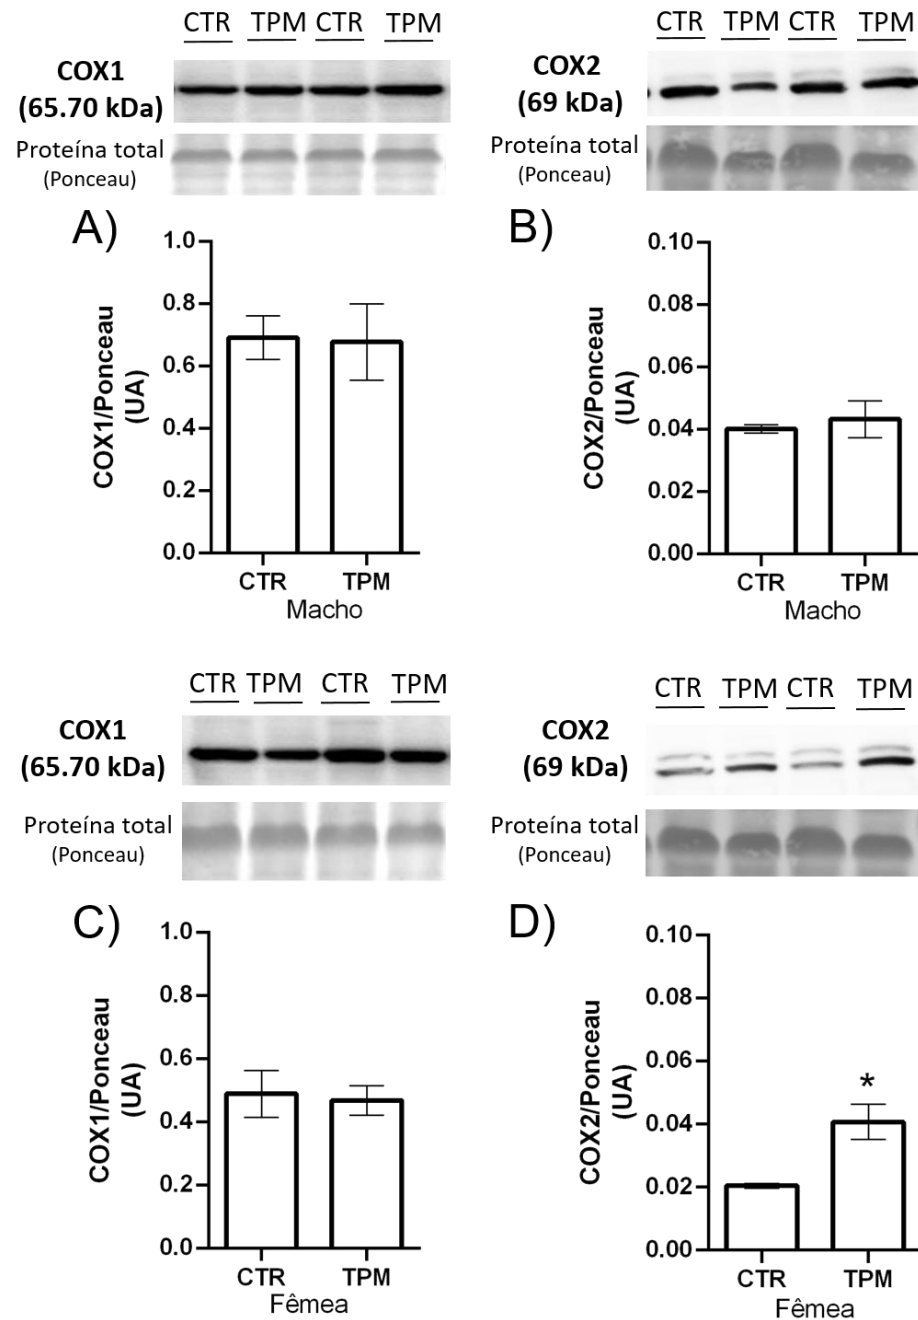 CTR TPM CTR TPM
COX1
(65.70 kDa)
Proteína total
(Ponceau)
CTR TPM CTR TPM
COX2
(69 kDa)
Proteína total
(Ponceau)
A)
COX1/Ponceau
(UA)
1.0
0.8
0.6
0.4
0.2
0.0
CTR TPM
Macho
B)
COX2/Ponceau
(UA)
0.10
0.08
0.06
0.04
0.02
0.00
CTR TPM
Macho
CTR TPM CTR TPM
COX1
(65.70 kDa)
Proteína total
(Ponceau)
CTR TPM CTR TPM
COX2
(69 kDa)
Proteína total
(Ponceau)
C)
COX1/Ponceau
(UA)
1.0
0.8
0.6
0.4
0.2
0.0
CTR TPM
Fêmea
D)
COX2/Ponceau
(UA)
0.10
0.08
0.06
0.04
0.02
0.00
*
CTR TPM
Fêmea